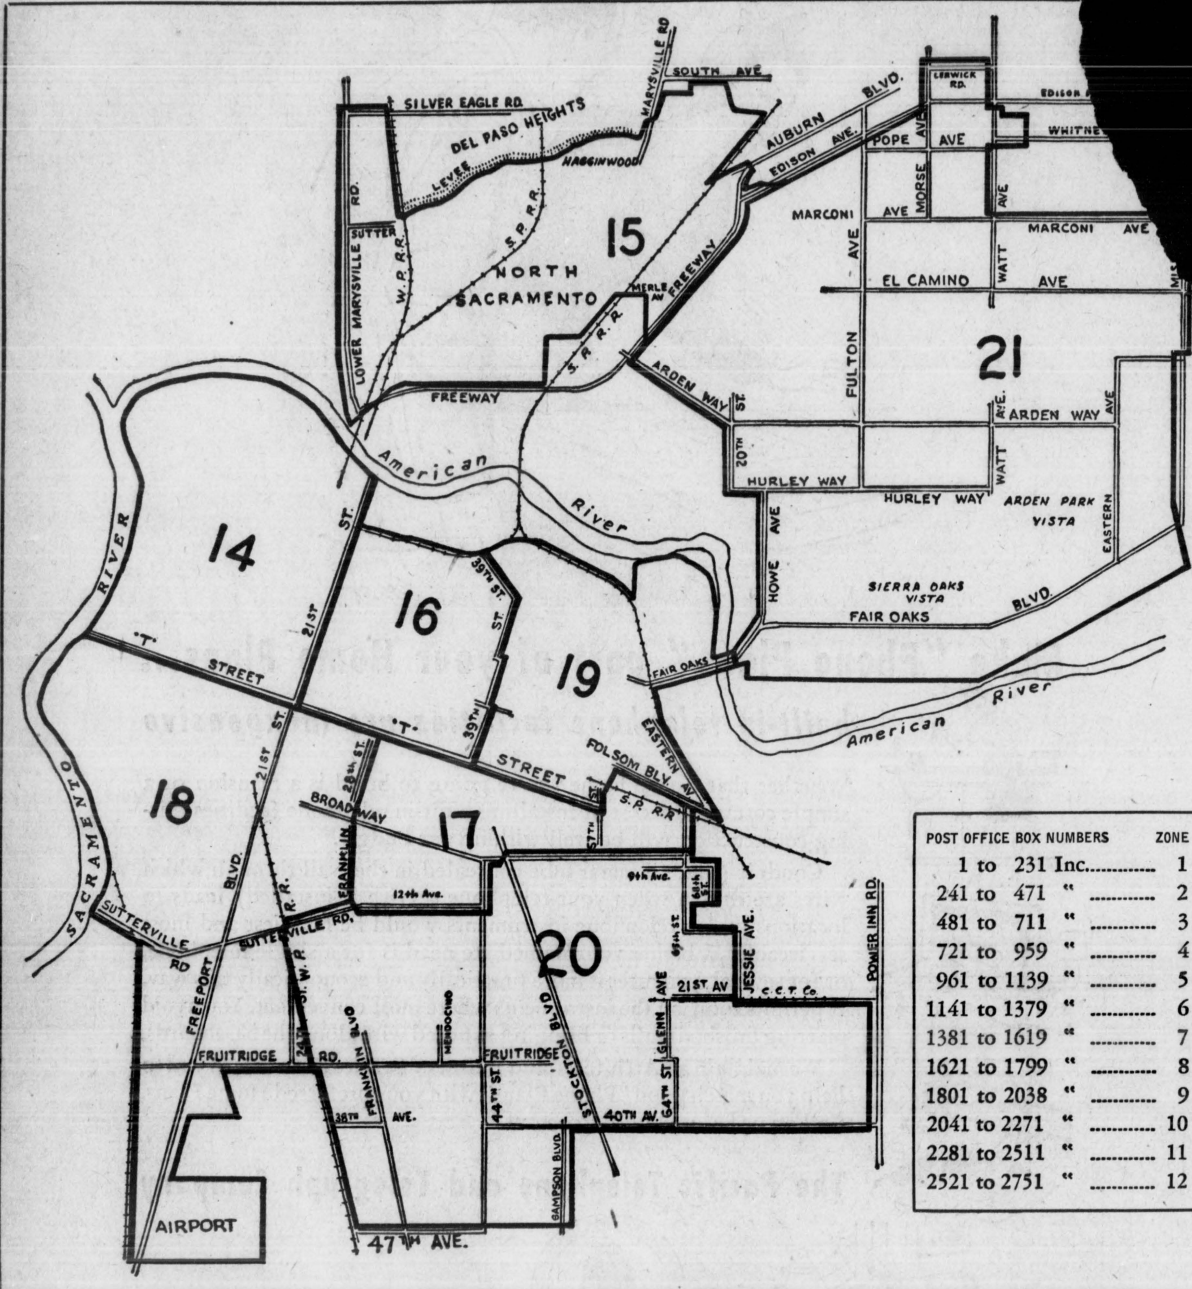 MARYSVILLE RD
SOUTH AVE
SILVER EAGLE RD.
DEL PASO HEIGHTS
LEVEE
HAGGINWOOD
AUBURN BLVD.
EDISON AVE.
LERWICK
RD.
EDISON
WHITNE
POPE AVE
MORSE AVE
MARCONI AVE
MARCONI AVE
WATT AVE
EL CAMINO AVE
FULTON AVE
MIS
LOWER MARYSVILLE RD.
SUTTER
W. P. R.R.
S. P. R.R.
15
NORTH
SACRAMENTO
MERLE
AV
FREEWAY
S. P. R. R.
21
FREEWAY
ARDEN WAY
20TH ST.
ARDEN WAY
WATT AVE.
EASTERN AVE
HURLEY WAY
HURLEY WAY
ARDEN PARK
VISTA
HOWE AVE
SIERRA OAKS
VISTA
FAIR OAKS BLVD.
American River
American River
RIVER
14
21ST ST.
16
39TH ST.
39TH ST.
19
FAIR OAKS
"T" STREET
"T" STREET
EASTERN AV
FOLSOM BLV.
S. P. R.R
57TH ST.
SACRAMENTO
18
21ST ST.
28th ST.
BROADWAY
17
FRANKLIN
12th Ave.
9th Ave.
68th ST.
65th ST.
SUTTERVILLE
RD
SUTTERVILLE RD.
FREEPORT BLVD.
W. P. R. R.
24TH ST.
20
STOCKTON BLVD
21ST AV
JESSIE AVE.
C.C.T. Co.
POWER INN RD.
GLENN AVE
64TH ST.
FRUITRIDGE RD.
FRANKLIN BLVD
MENDOCINO
FRUITRIDGE
44TH ST.
38TH AVE.
40TH AV.
SAMPSON BLVD.
AIRPORT
47TH AVE.
POST OFFICE BOX NUMBERS ZONE
1 to 231 Inc. 1
241 to 471 " 2
481 to 711 " 3
721 to 959 " 4
961 to 1139 " 5
1141 to 1379 " 6
1381 to 1619 " 7
1621 to 1799 " 8
1801 to 2038 " 9
2041 to 2271 " 10
2281 to 2511 " 11
2521 to 2751 " 12